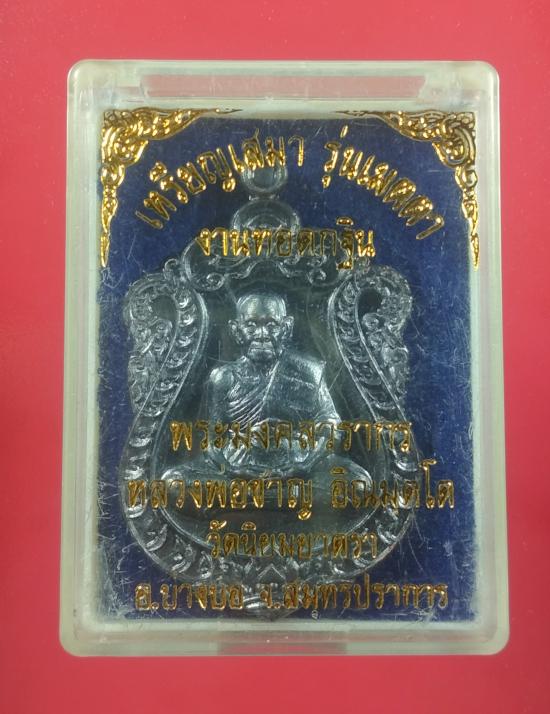 เหรียญเสมา รุ่นเมตตา
งานทอดกฐิน
พระมงคลวรากร
หลวงพ่อชาญ อิณมุตโต
วัดนิยมยาตรา
อ.บางบ่อ จ.สมุทรปราการ